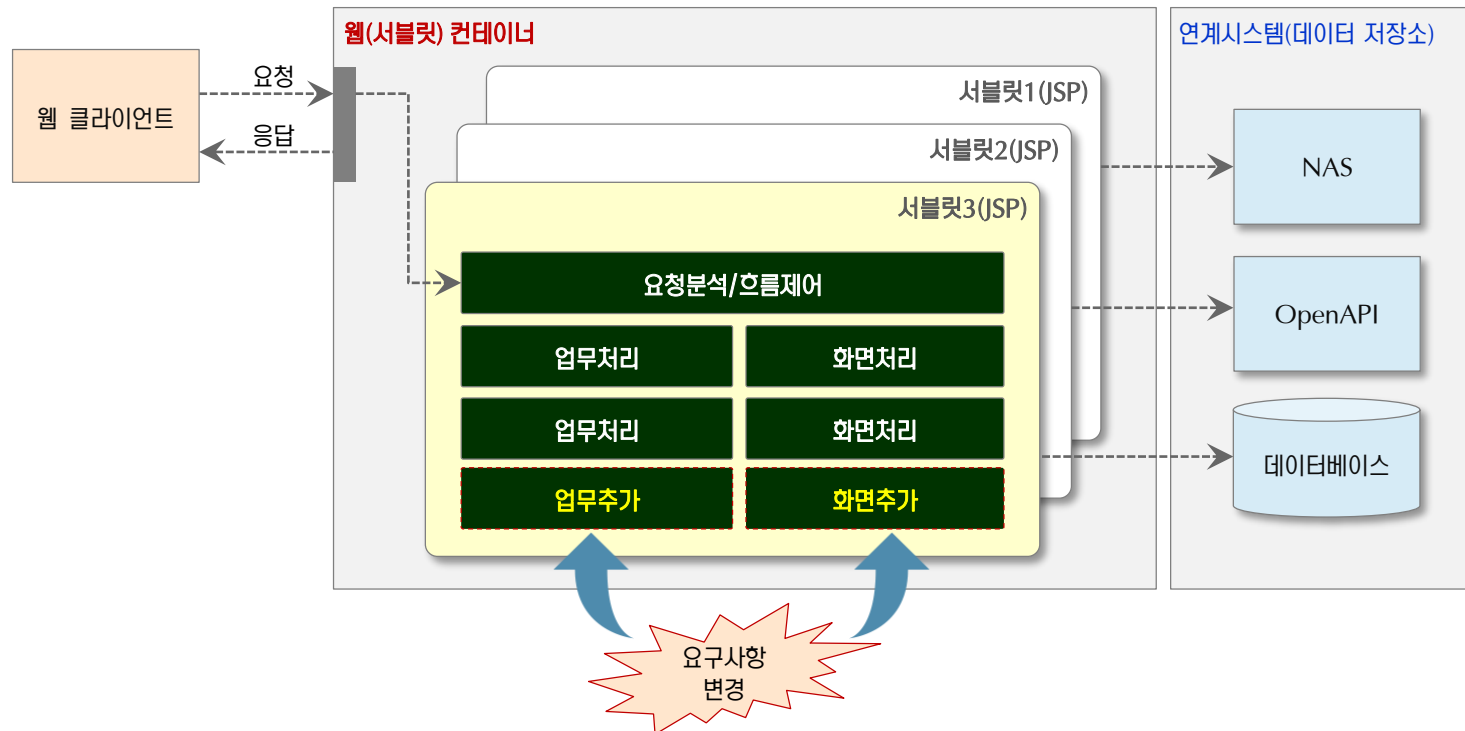 웹(서블릿) 컨테이너
연계시스템(데이터 저장소)
웹 클라이언트
요청
응답
서블릿1(JSP)
서블릿2(JSP)
서블릿3(JSP)
요청분석/흐름제어
업무처리
화면처리
업무처리
화면처리
업무추가
화면추가
NAS
OpenAPI
데이터베이스
요구사항
변경